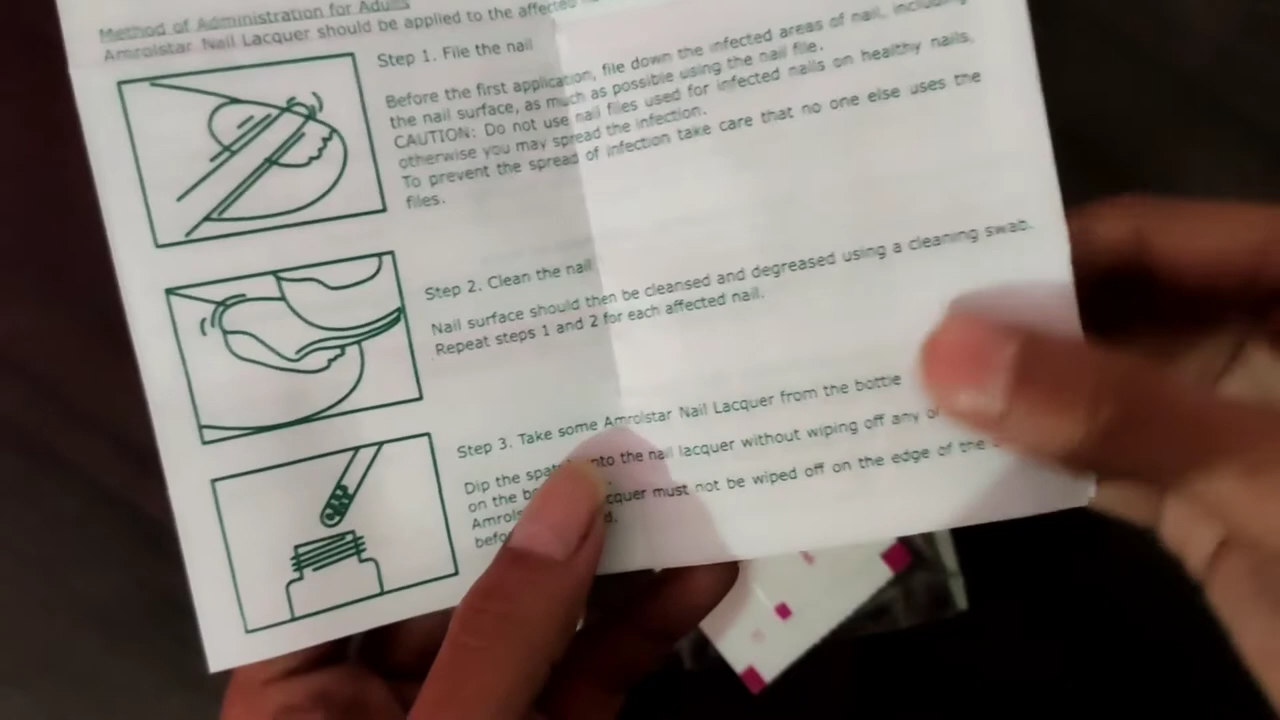 Method of Administration for Adults
Amrolstar Nail Lacquer should be applied to the affected
Step 1. File the nail
Before the first application, file down the infected areas of nail, including
the nail surface, as much as possible using the nail file.
CAUTION: Do not use nail files used for infected nails on healthy nails,
otherwise you may spread the infection.
To prevent the spread of infection take care that no one else uses the
files.
Step 2. Clean the nail
Nail surface should then be cleansed and degreased using a cleaning swab.
Repeat steps 1 and 2 for each affected nail.
Step 3. Take some Amrolstar Nail Lacquer from the bottle
Dip the into the nail lacquer without wiping off any
on the
must not be wiped off on the edge of the